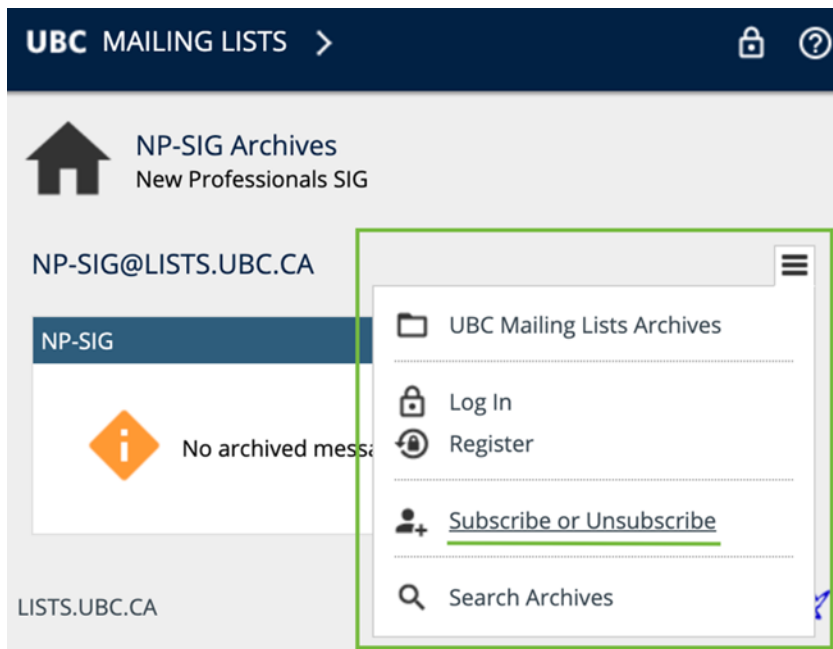 UBC MAILING LISTS
NP-SIG Archives
New Professionals SIG
NP-SIG@LISTS.UBC.CA
NP-SIG
No archived messa
UBC Mailing Lists Archives
Log In
Register
Subscribe or Unsubscribe
Search Archives
LISTS.UBC.CA